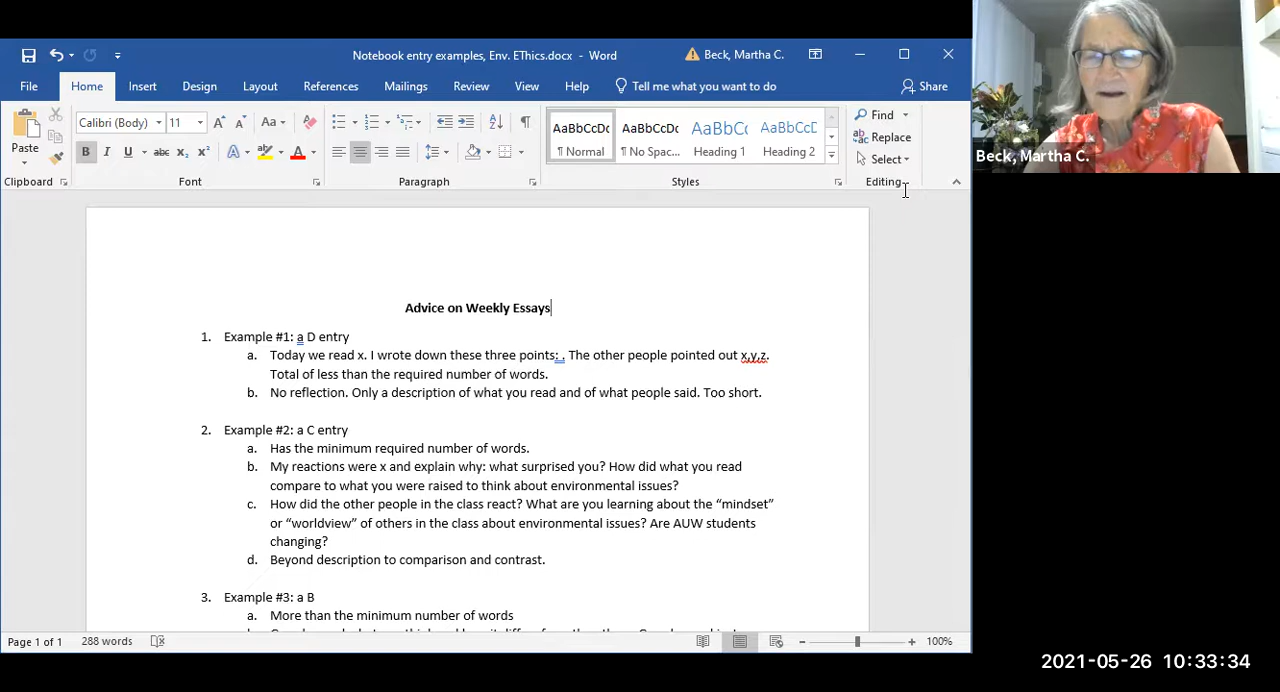 Notebook entry examples, Env. EThics.docx - Word
Beck, Martha C.
File Home Insert Design Layout References Mailings Review View Help Tell me what you want to do Share
Paste
Calibri (Body) 11
Aa
B I U abc x₂ x² A A
AaBbCcDc AaBbCcDc AaBbCc AaBbCcD
¶ Normal ¶ No Spac... Heading 1 Heading 2
Find
Replace
Select
Clipboard Font Paragraph Styles Editing
Beck, Martha C.
Advice on Weekly Essays
1. Example #1: a D entry
a. Today we read x. I wrote down these three points: , . The other people pointed out x,y,z.
Total of less than the required number of words.
b. No reflection. Only a description of what you read and of what people said. Too short.
2. Example #2: a C entry
a. Has the minimum required number of words.
b. My reactions were x and explain why: what surprised you? How did what you read
compare to what you were raised to think about environmental issues?
c. How did the other people in the class react? What are you learning about the “mindset”
or “worldview” of others in the class about environmental issues? Are AUW students
changing?
d. Beyond description to comparison and contrast.
3. Example #3: a B
a. More than the minimum number of words
Page 1 of 1 288 words 100%
2021-05-26 10:33:34